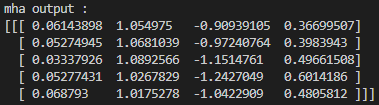 mha output :
[[[ 0.06143898  1.054975   -0.90939105  0.36699507]
  [ 0.05274945  1.0681039  -0.97240764  0.3983943 ]
  [ 0.03337926  1.0892566  -1.1514761   0.49661508]
  [ 0.05277431  1.0267829  -1.2427049   0.6014186 ]
  [ 0.068793    1.0175278  -1.0422909   0.4805812 ]]]